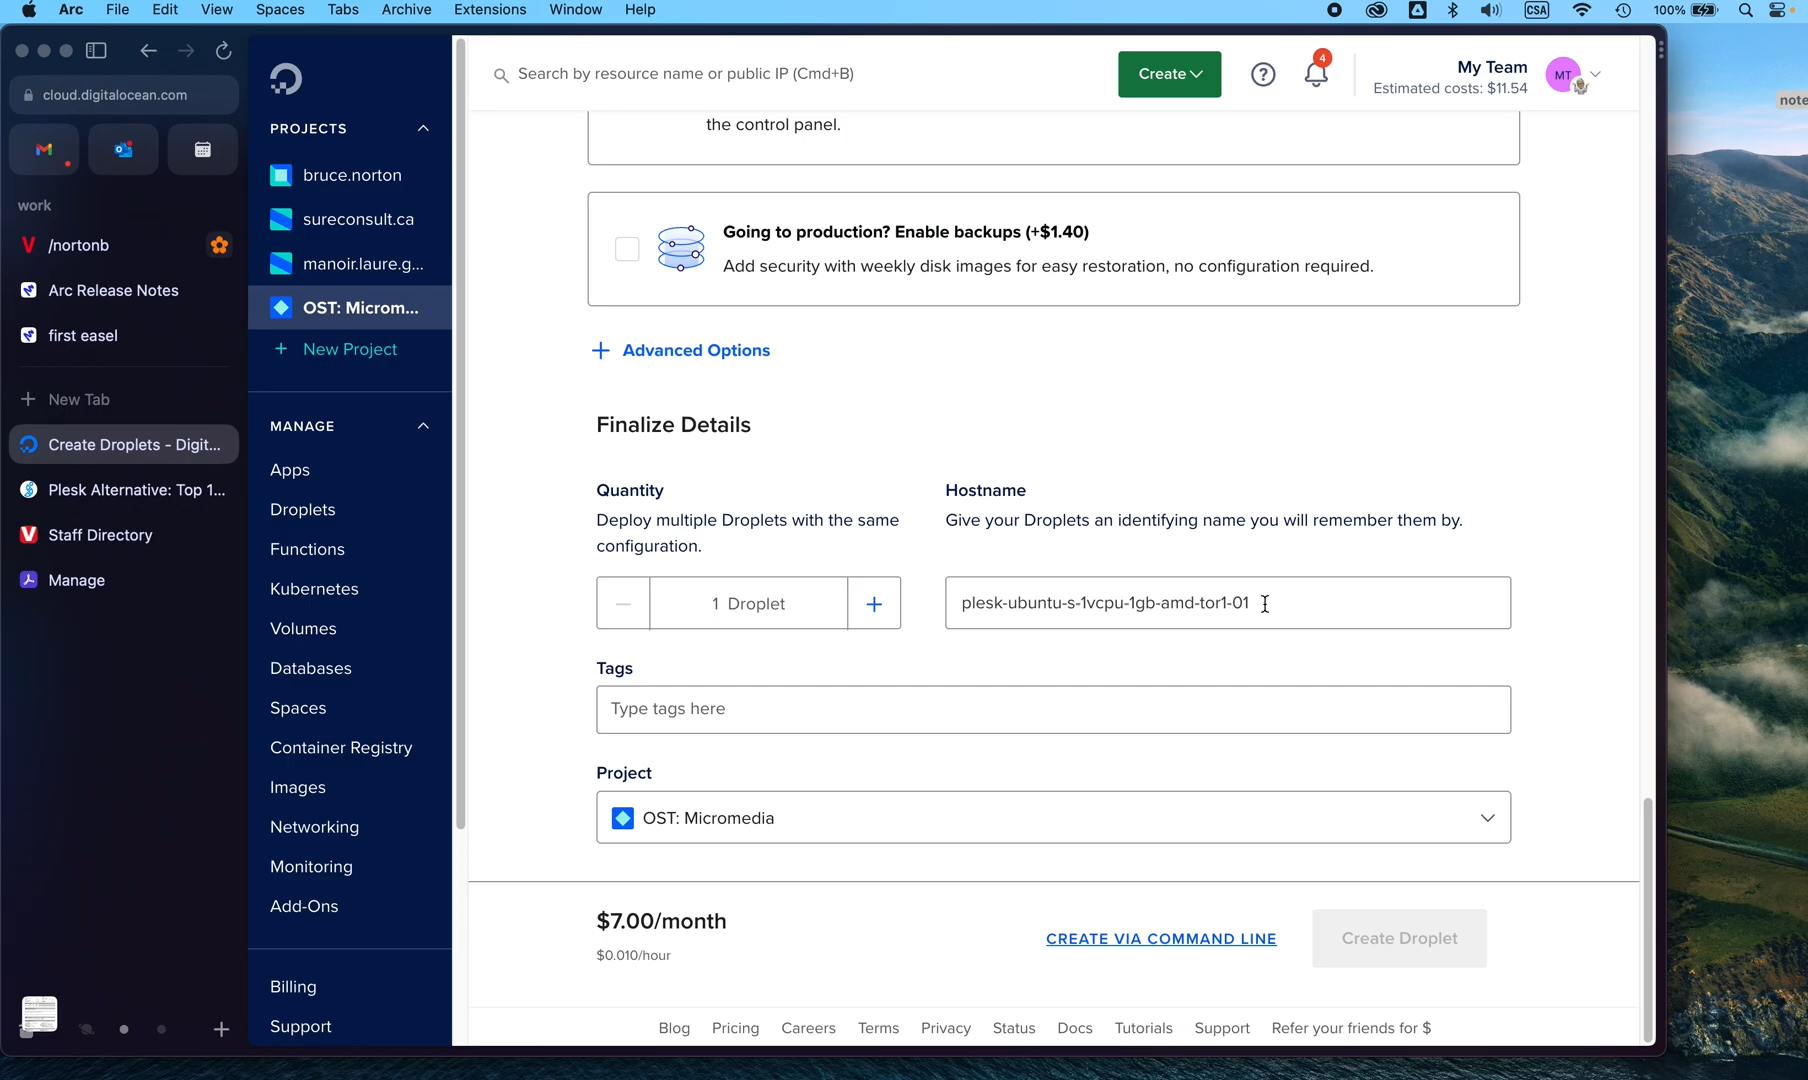 Arc File Edit View Spaces Tabs Archive Extensions Window Help
CSA
100%
cloud.digitalocean.com
work
/nortonb
Arc Release Notes
first easel
New Tab
Create Droplets - Digit...
Plesk Alternative: Top 1...
Staff Directory
Manage
PROJECTS
bruce.norton
sureconsult.ca
manoir.laure.g...
OST: Microm...
New Project
MANAGE
Apps
Droplets
Functions
Kubernetes
Volumes
Databases
Spaces
Container Registry
Images
Networking
Monitoring
Add-Ons
Billing
Support
Search by resource name or public IP (Cmd+B)
Create
4
My Team
Estimated costs: $11.54
MT
note
the control panel.
Going to production? Enable backups (+$1.40)
Add security with weekly disk images for easy restoration, no configuration required.
Advanced Options
Finalize Details
Quantity
Deploy multiple Droplets with the same
configuration.
1 Droplet
Hostname
Give your Droplets an identifying name you will remember them by.
plesk-ubuntu-s-1vcpu-1gb-amd-tor1-01
Tags
Type tags here
Project
OST: Micromedia
$7.00/month
$0.010/hour
CREATE VIA COMMAND LINE
Create Droplet
Blog Pricing Careers Terms Privacy Status Docs Tutorials Support Refer your friends for $